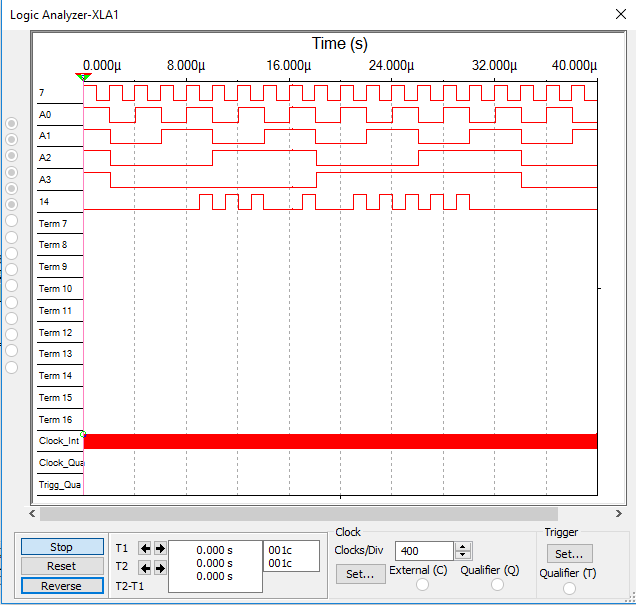 Logic Analyzer-XLA1
Time (s)
0.000µ 8.000µ 16.000µ 24.000µ 32.000µ 40.000µ
7
A0
A1
A2
A3
14
Term 7
Term 8
Term 9
Term 10
Term 11
Term 12
Term 13
Term 14
Term 15
Term 16
Clock_Int
Clock_Qua
Trigg_Qua
Stop
Reset
Reverse
T1 0.000 s 001c
T2 0.000 s 001c
T2-T1 0.000 s
Clock
Clocks/Div 400
Set... External (C) Qualifier (Q)
Trigger
Set...
Qualifier (T)